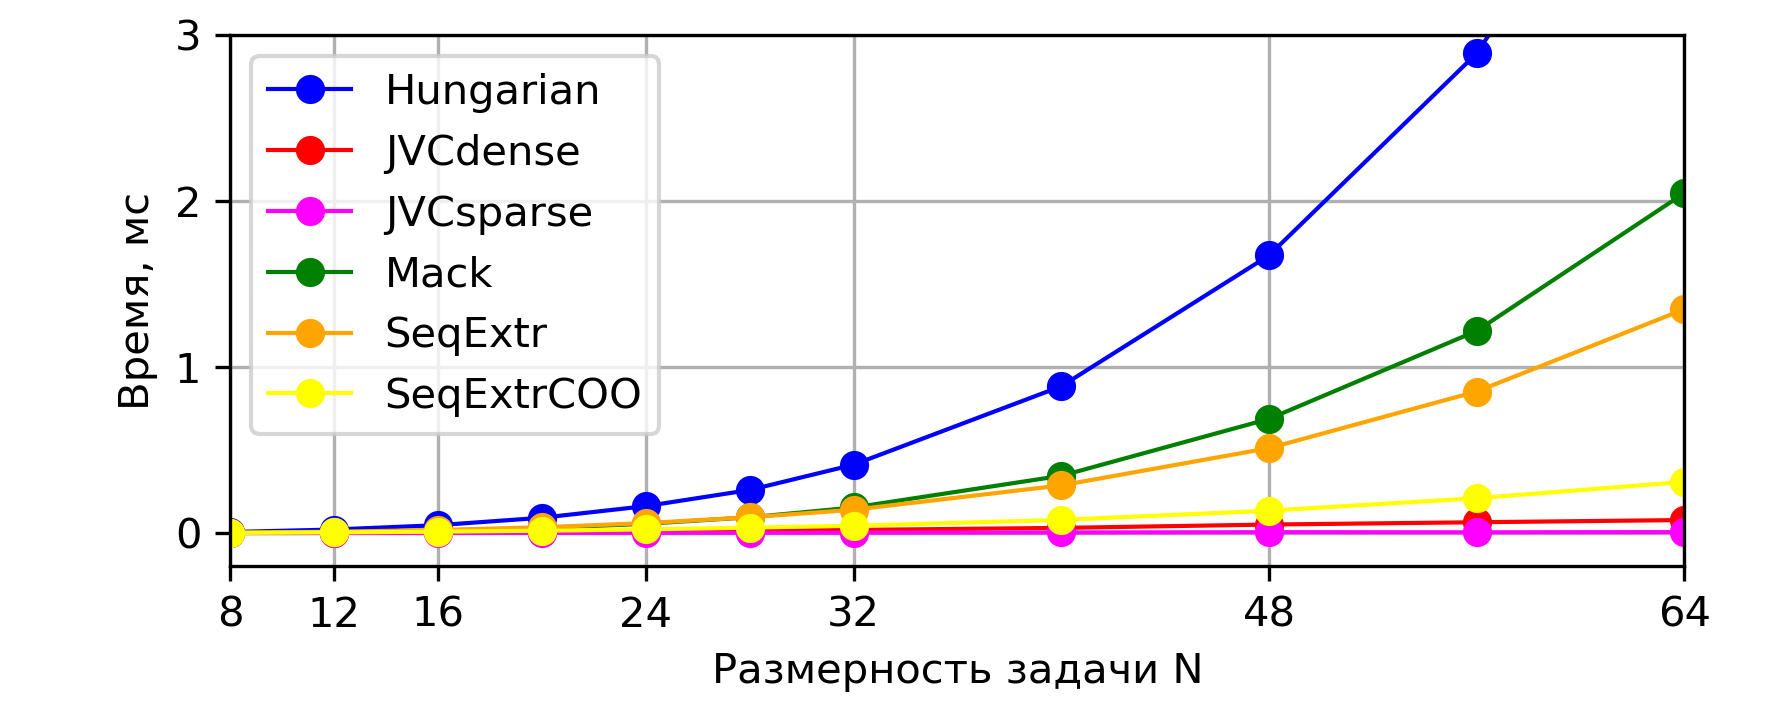 3
2
1
0
Время, мс
Hungarian
JVCdense
JVCsparse
Mack
SeqExtr
SeqExtrCOO
8 12 16 24 32 48 64
Размерность задачи N